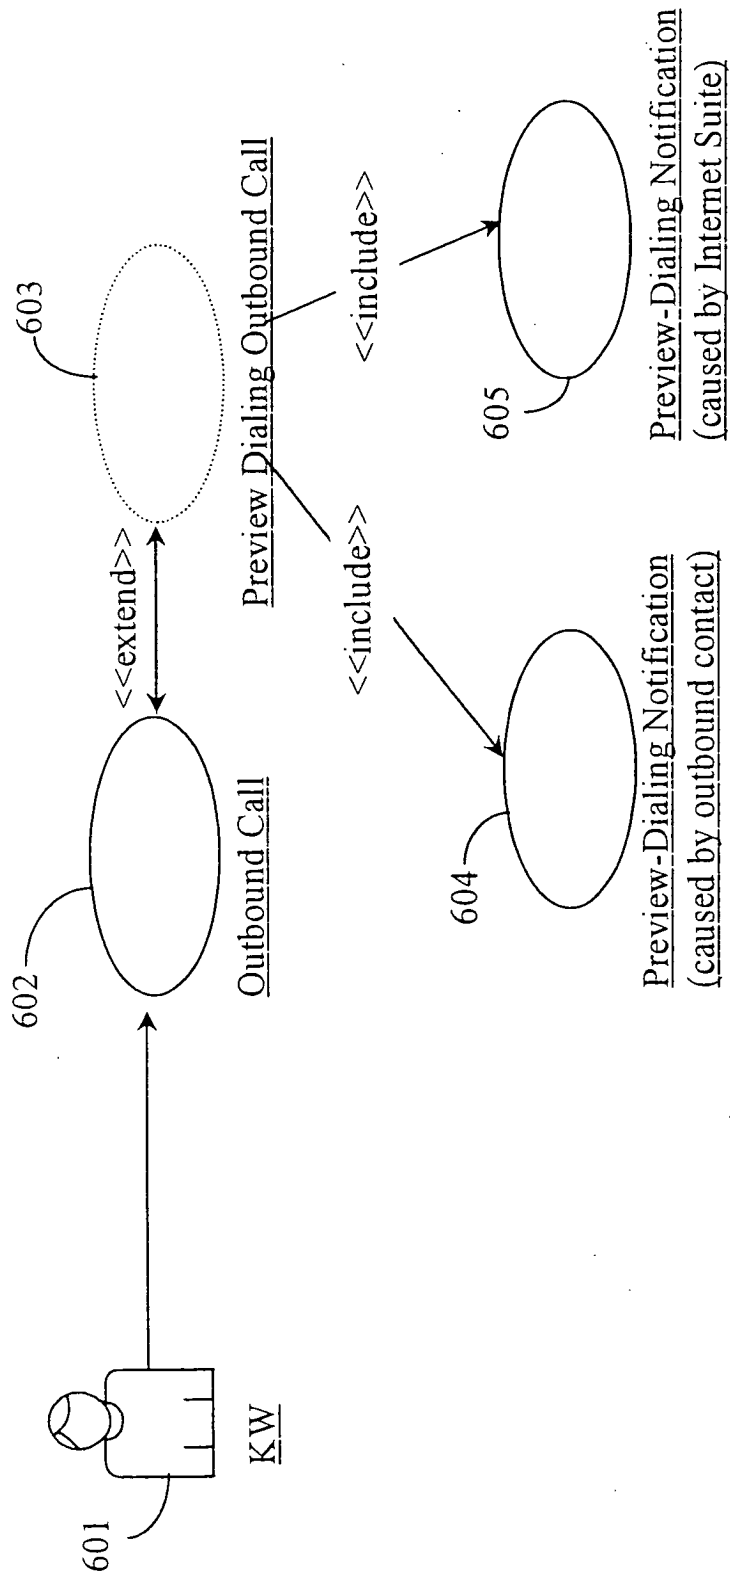 601
KW
602
Outbound Call
<<extend>>
603
Preview Dialing Outbound Call
<<include>>
<<include>>
604
Preview-Dialing Notification
(caused by outbound contact)
605
Preview-Dialing Notification
(caused by Internet Suite)